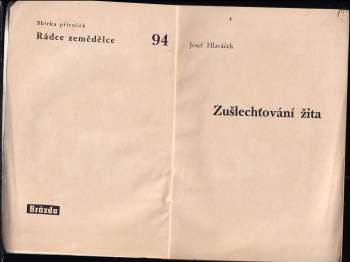 Sbírka příruček
Rádce zemědělce 94
Brázda
Josef Hlaváček
Zušlechťování žita